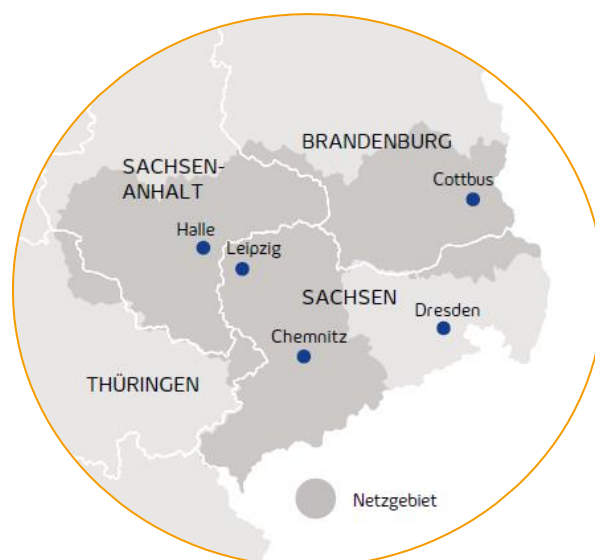 BRANDENBURG
SACHSEN-
ANHALT
Cottbus
Halle
Leipzig
SACHSEN
Dresden
Chemnitz
THÜRINGEN
Netzgebiet